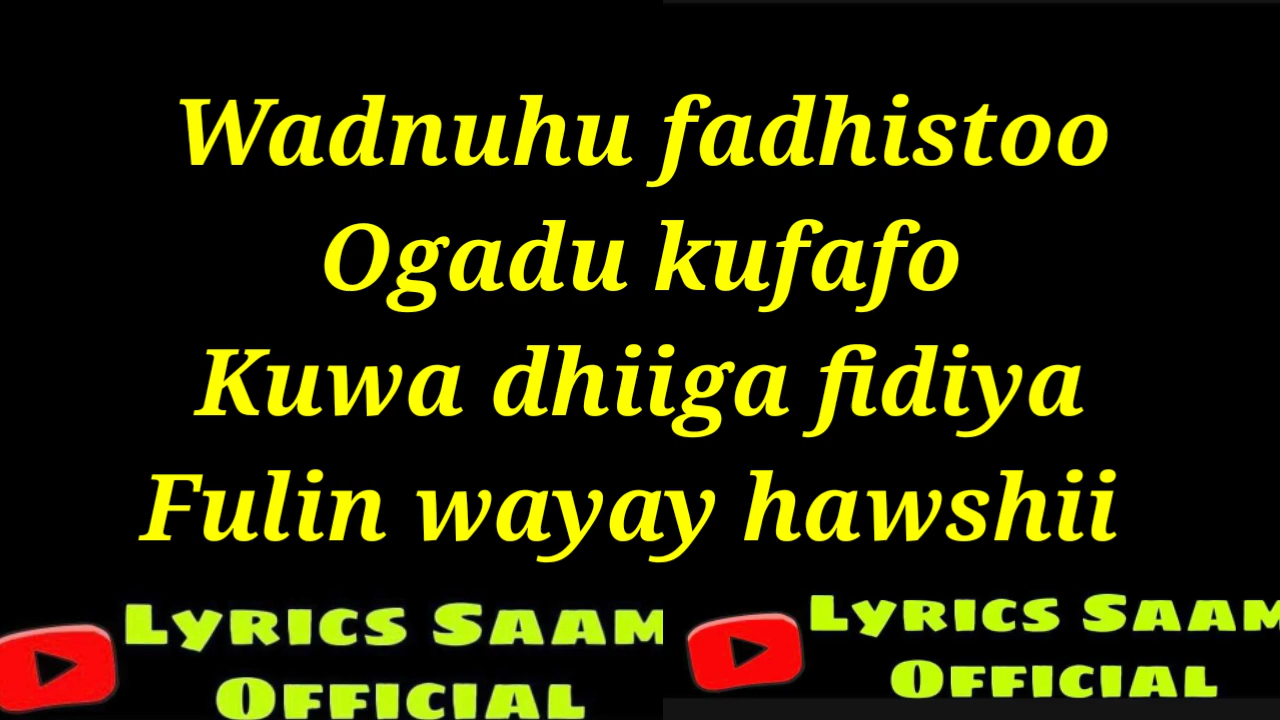 Wadnuhu fadhistoo
Ogadu kufafo
Kuwa dhiiga fidiya
Fulin wayay hawshii
Lyrics Saam
Official
Lyrics Saam
Official